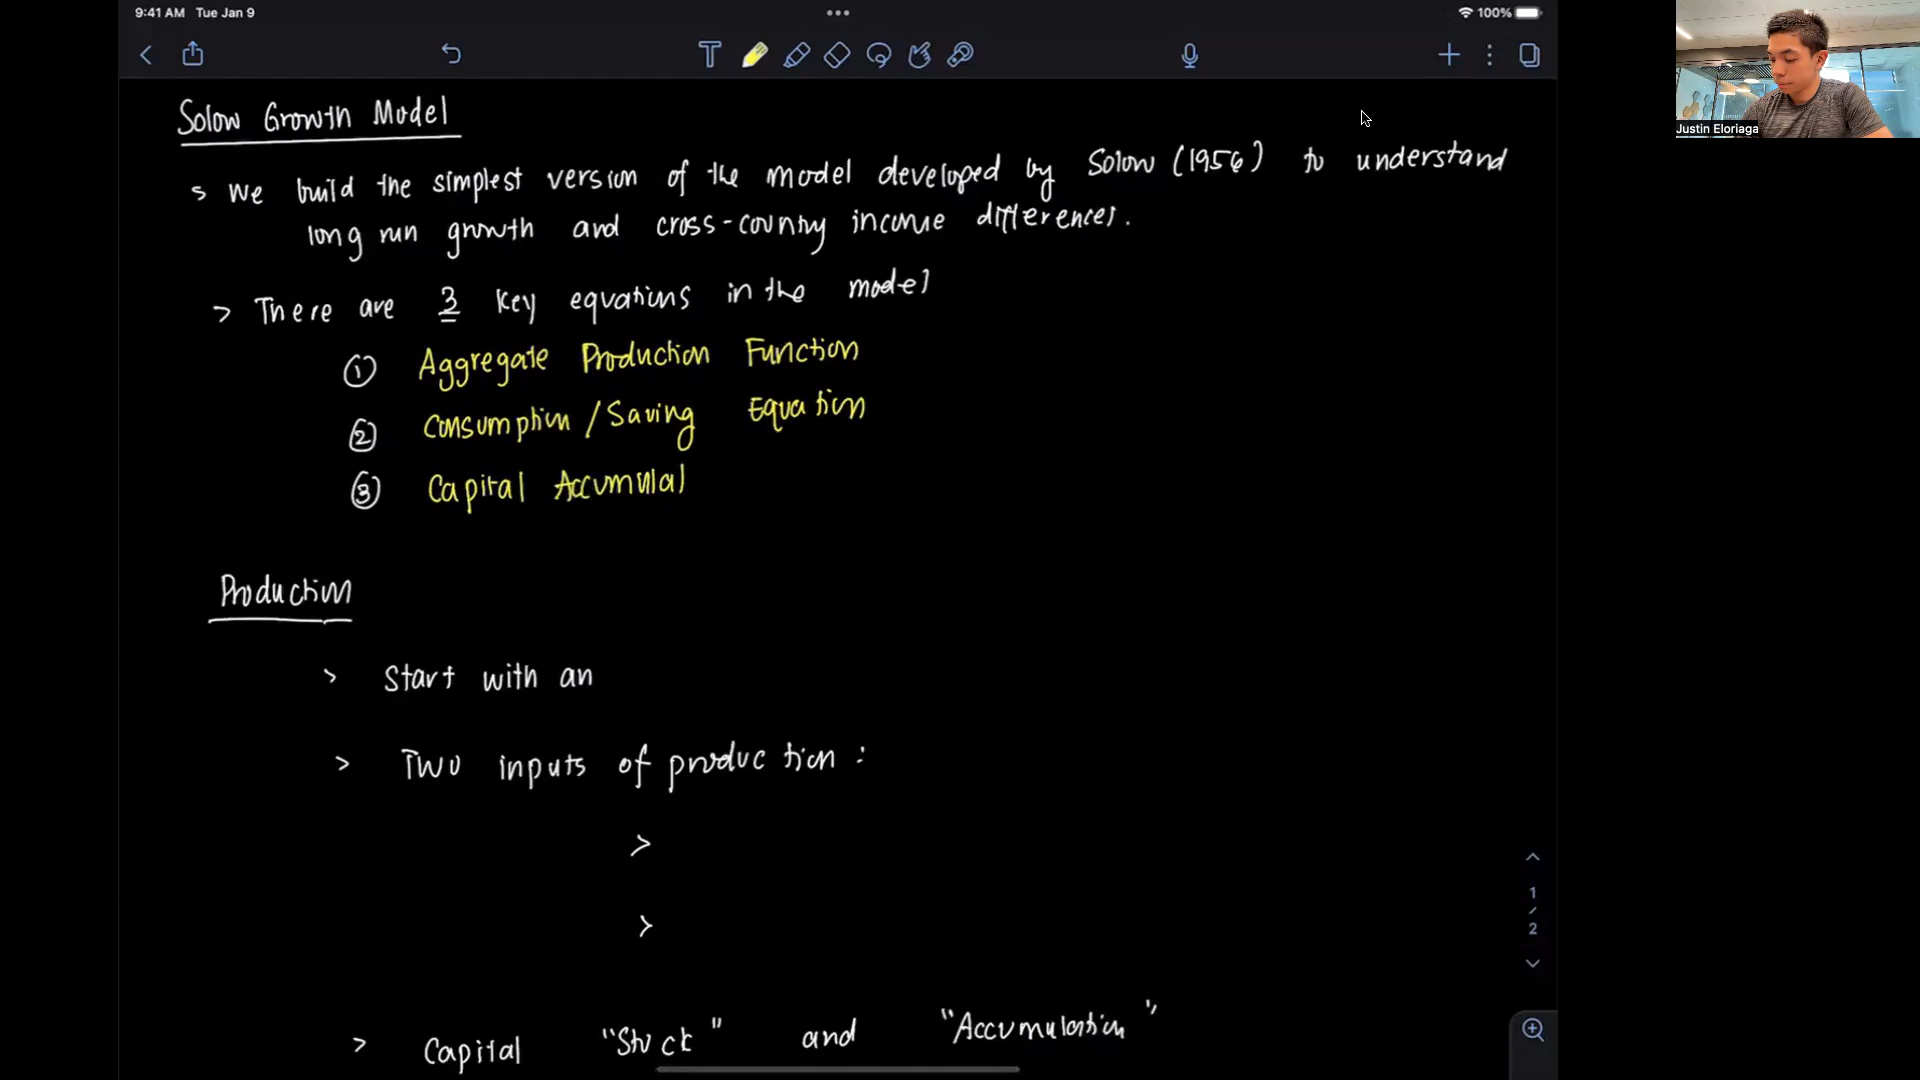 9:41 AM Tue Jan 9
100%
Justin Eloriaga
Solow Growth Model
> We build the simplest version of the model developed by Solow (1956) to understand
long run growth and cross-country income differences.
> There are 3 key equations in the model
① Aggregate Production Function
② Consumption / Saving Equation
③ Capital Accumulat
Production
> Start with an
> Two inputs of production :
>
>
> Capital "Stock" and "Accumulation"
1
/
2